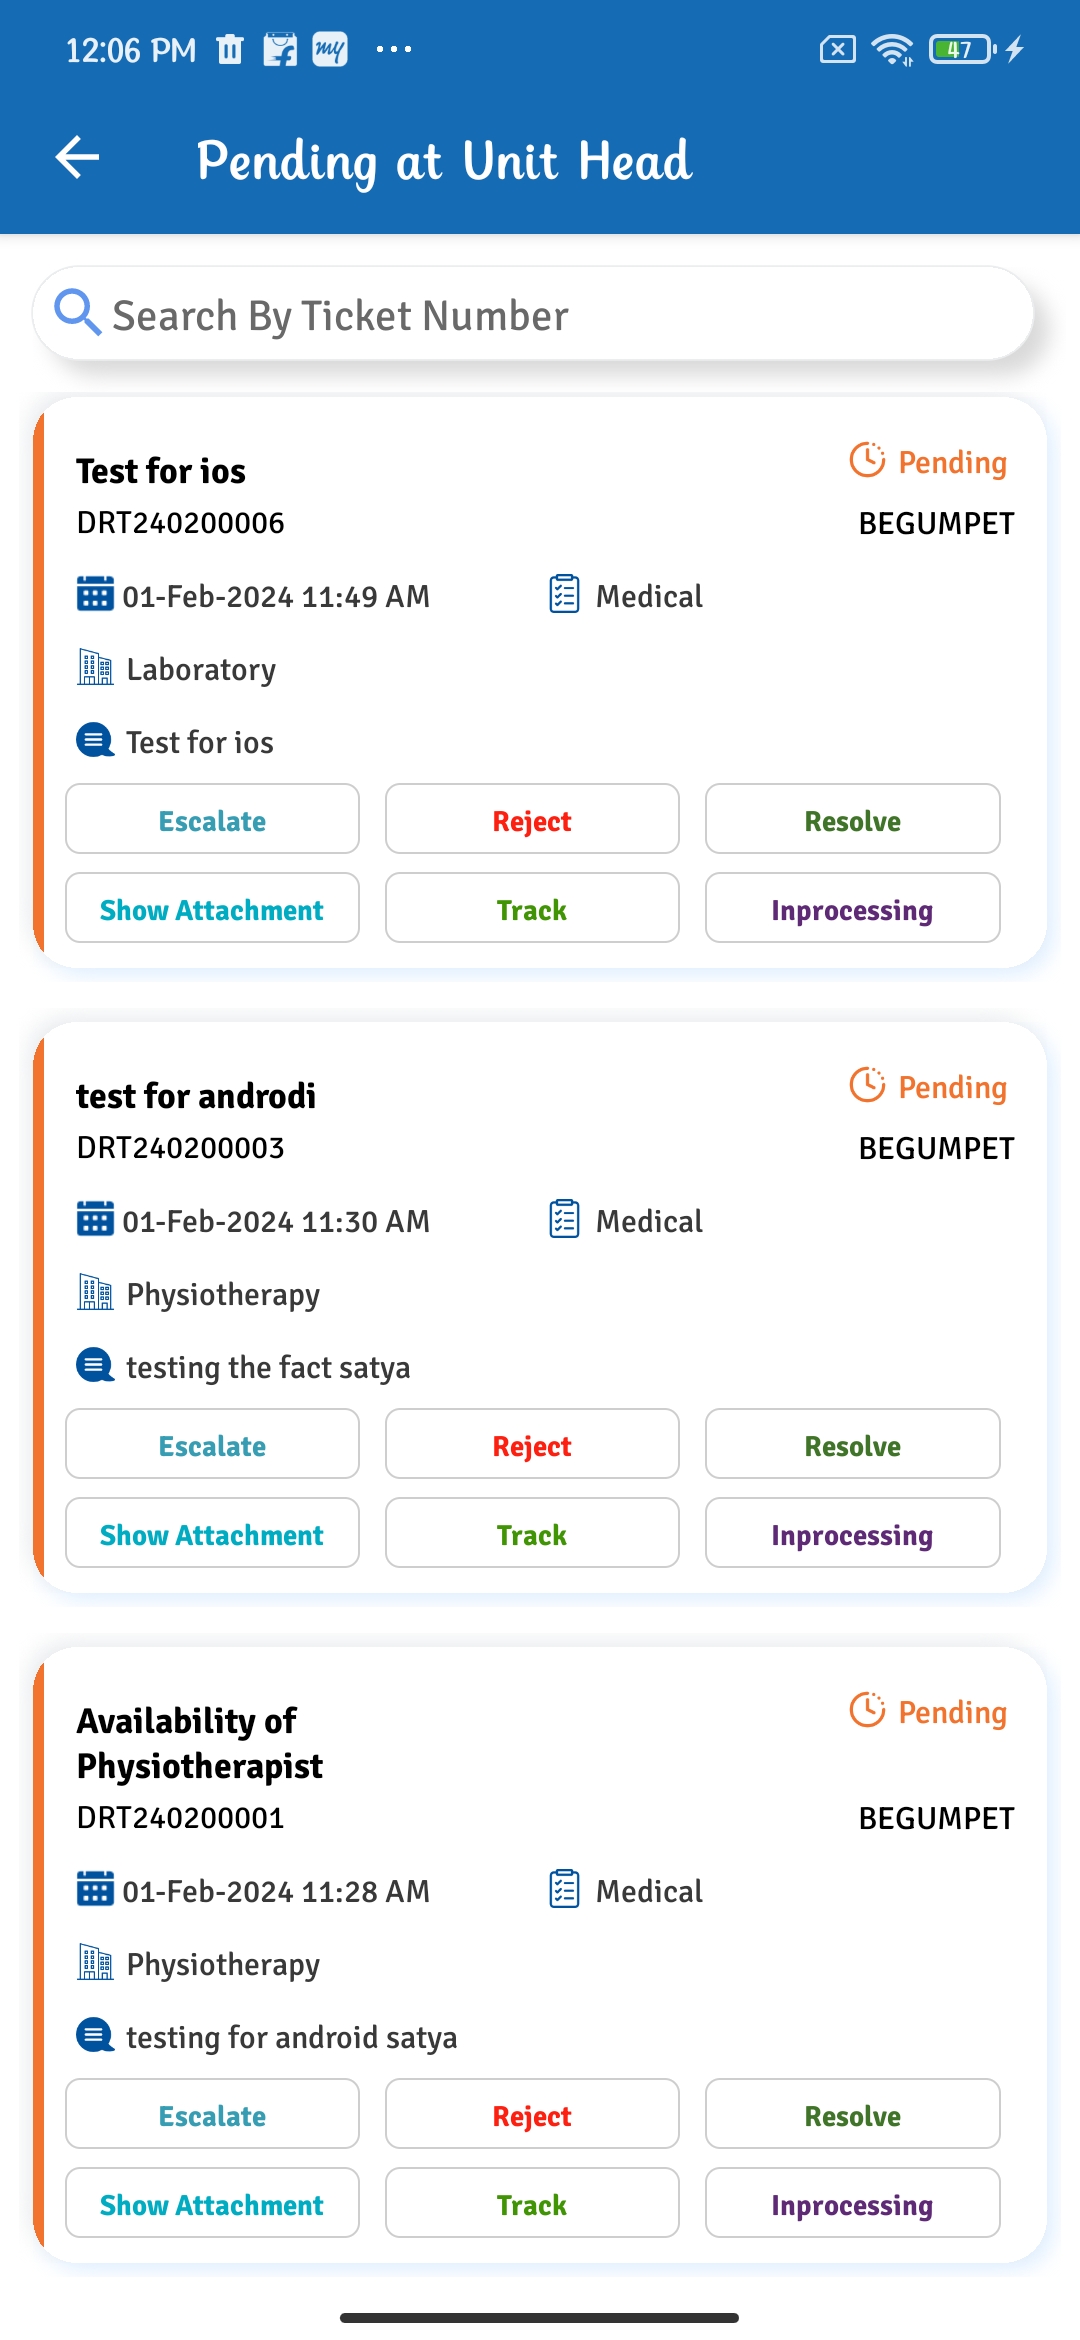 12:06 PM my ... 47
Pending at Unit Head
Search By Ticket Number
Test for ios
Pending
DRT240200006
BEGUMPET
01-Feb-2024 11:49 AM
Medical
Laboratory
Test for ios
Escalate Reject Resolve
Show Attachment Track Inprocessing
test for androdi
Pending
DRT240200003
BEGUMPET
01-Feb-2024 11:30 AM
Medical
Physiotherapy
testing the fact satya
Escalate Reject Resolve
Show Attachment Track Inprocessing
Availability of
Physiotherapist
Pending
DRT240200001
BEGUMPET
01-Feb-2024 11:28 AM
Medical
Physiotherapy
testing for android satya
Escalate Reject Resolve
Show Attachment Track Inprocessing